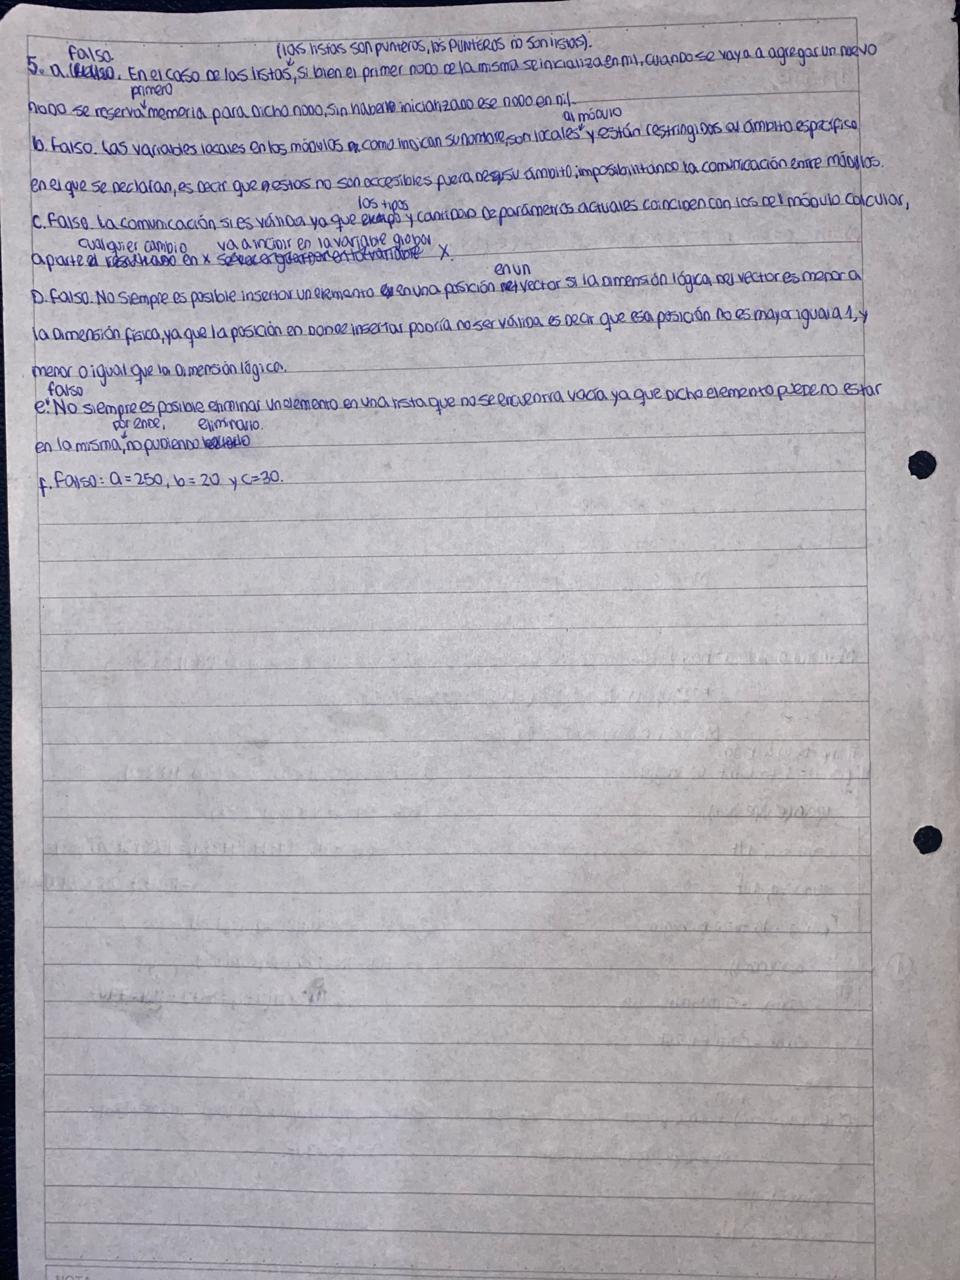 Falso (las listas son punteros, los PUNTEROS no son listas).
5. a. En el caso de las listas, si bien el primer nodo de la misma se inicializa en nil, cuando se vaya a agregar un nuevo
primero
nodo se reserva memoria para dicho nodo, sin haberle inicializado ese nodo en nil.
al módulo
b. Falso. Las variables locales en los módulos como indican su nombre, son locales y están restringidos al ámbito específico
en el que se declaran, es decir que estos no son accesibles fuera de su ámbito, imposibilitando la comunicación entre módulos.
los tipos
c. Falso. La comunicación si es válida ya que y cantidad de parámetros actuales coinciden con los del módulo calcular,
cualquier cambio va a incidir en la variable global
aparte en x x.
en un
D. Falso. No siempre es posible insertar un elemento en una posición vector si la dimensión lógica del vector es menor a
la dimensión física, ya que la posición en donde insertar podría no ser válida es decir que esa posición no es mayor igual a 1, y
menor o igual que la dimensión lógica.
falso
e. No siempre es posible eliminar un elemento en una lista que no se encuentra vacía ya que dicho elemento puede no estar
por ende, eliminarlo.
en la misma, no pudiendo
f. Falso: a=250, b=20 y c=30.
NOTA